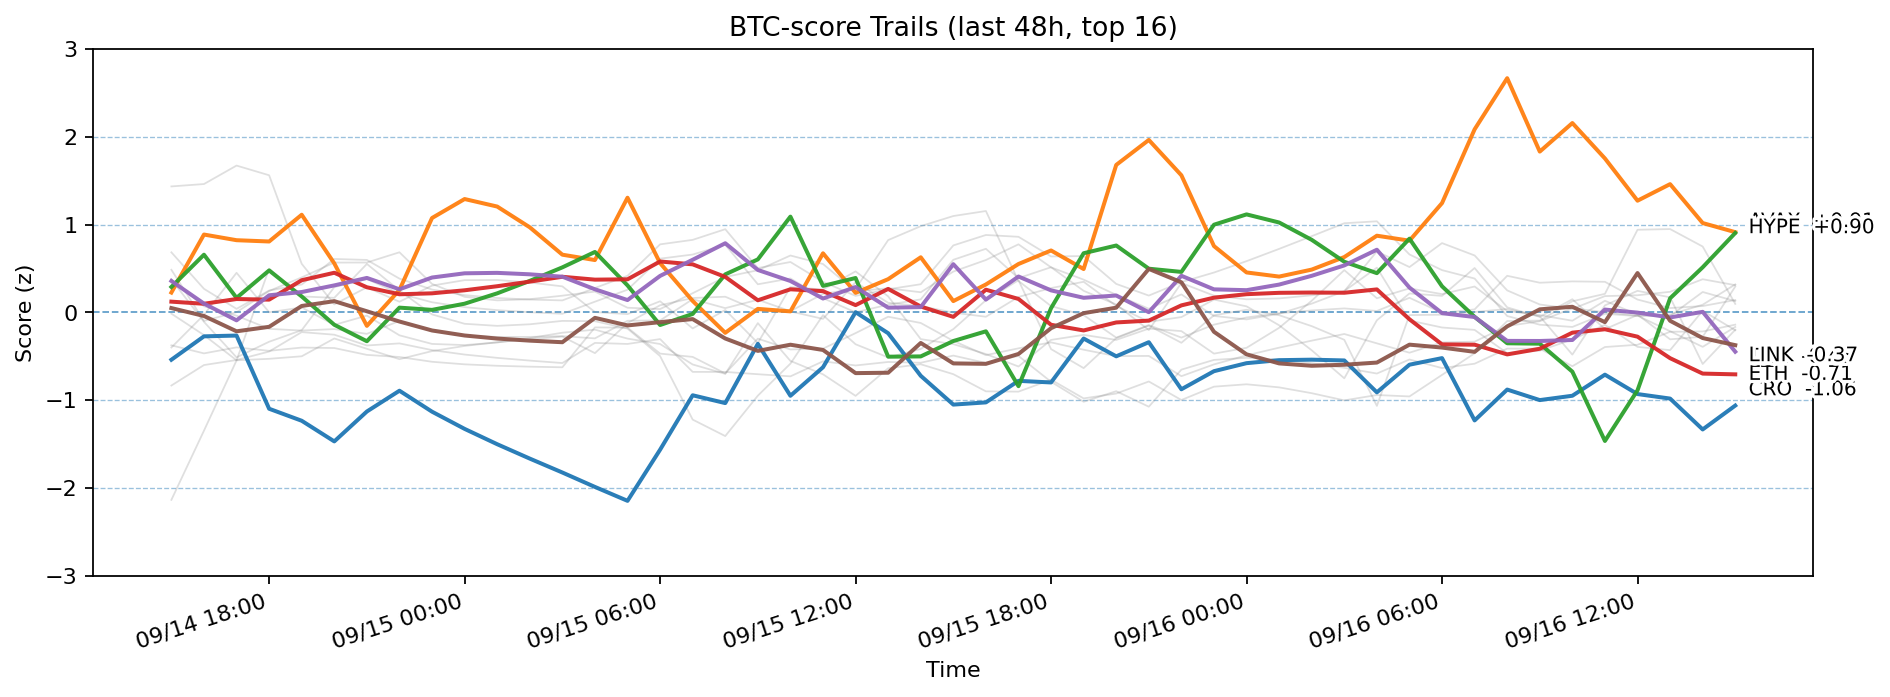 BTC-score Trails (last 48h, top 16)
Score (z)
3
2
1
0
−1
−2
−3
HYPE +0.90
LINK -0.37
ETH -0.71
CRO -1.06
09/14 18:00
09/15 00:00
09/15 06:00
09/15 12:00
09/15 18:00
09/16 00:00
09/16 06:00
09/16 12:00
Time